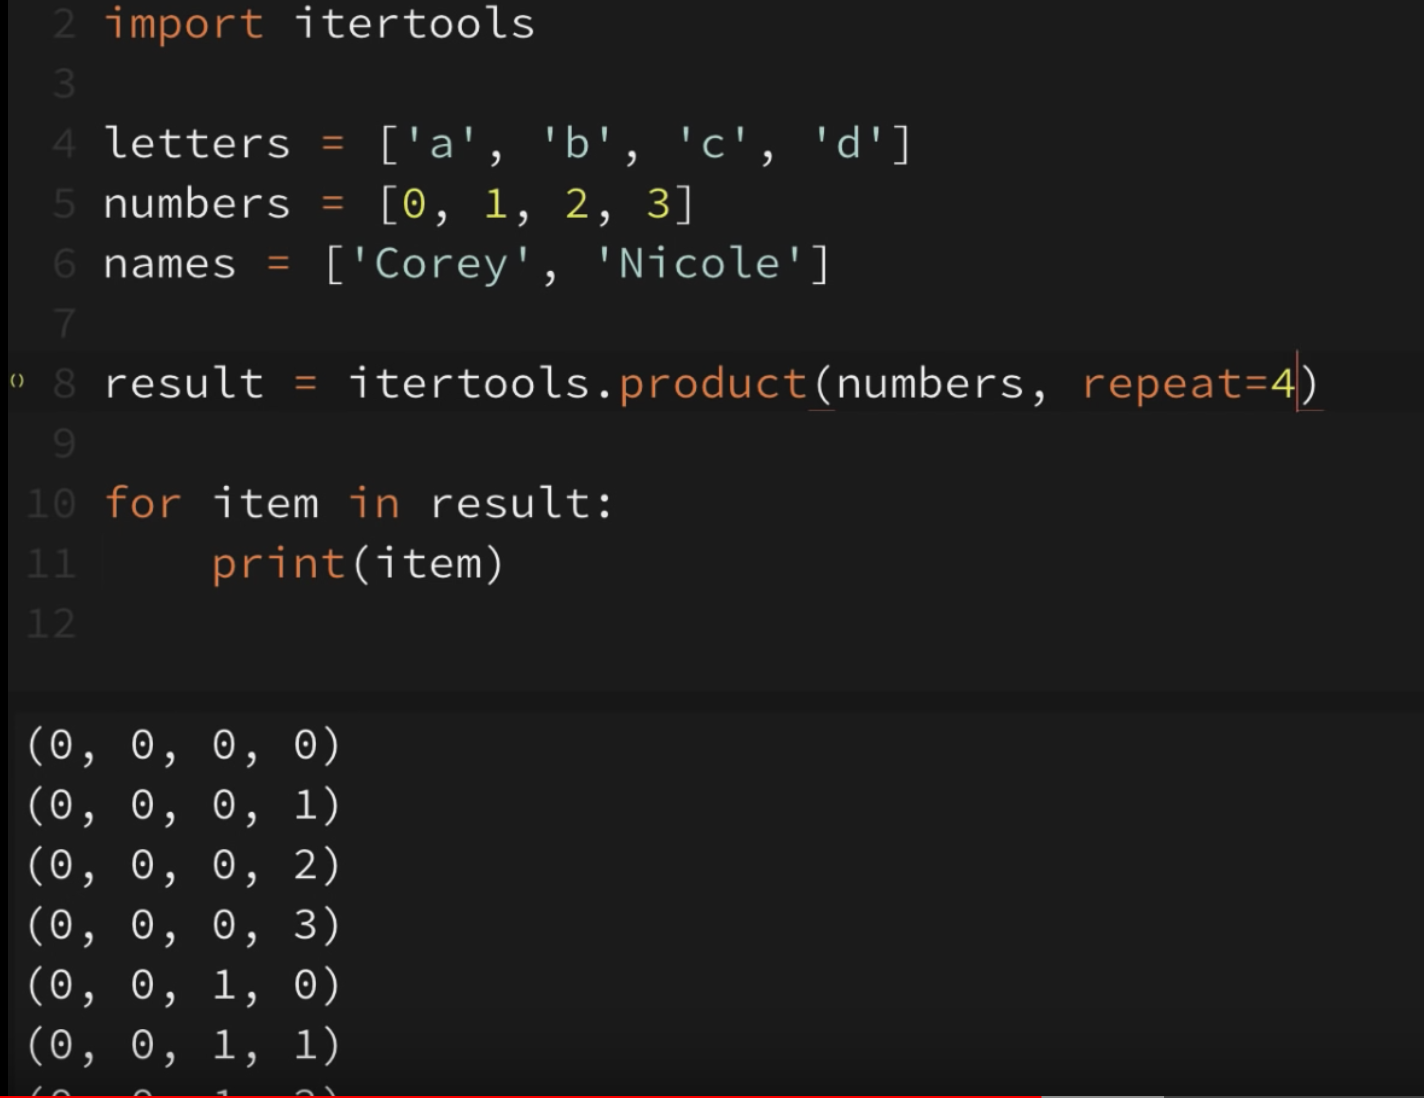 2 import itertools
3
4 letters = ['a', 'b', 'c', 'd']
5 numbers = [0, 1, 2, 3]
6 names = ['Corey', 'Nicole']
7
() 8 result = itertools.product(numbers, repeat=4)
9
10 for item in result:
11     print(item)
12
(0, 0, 0, 0)
(0, 0, 0, 1)
(0, 0, 0, 2)
(0, 0, 0, 3)
(0, 0, 1, 0)
(0, 0, 1, 1)